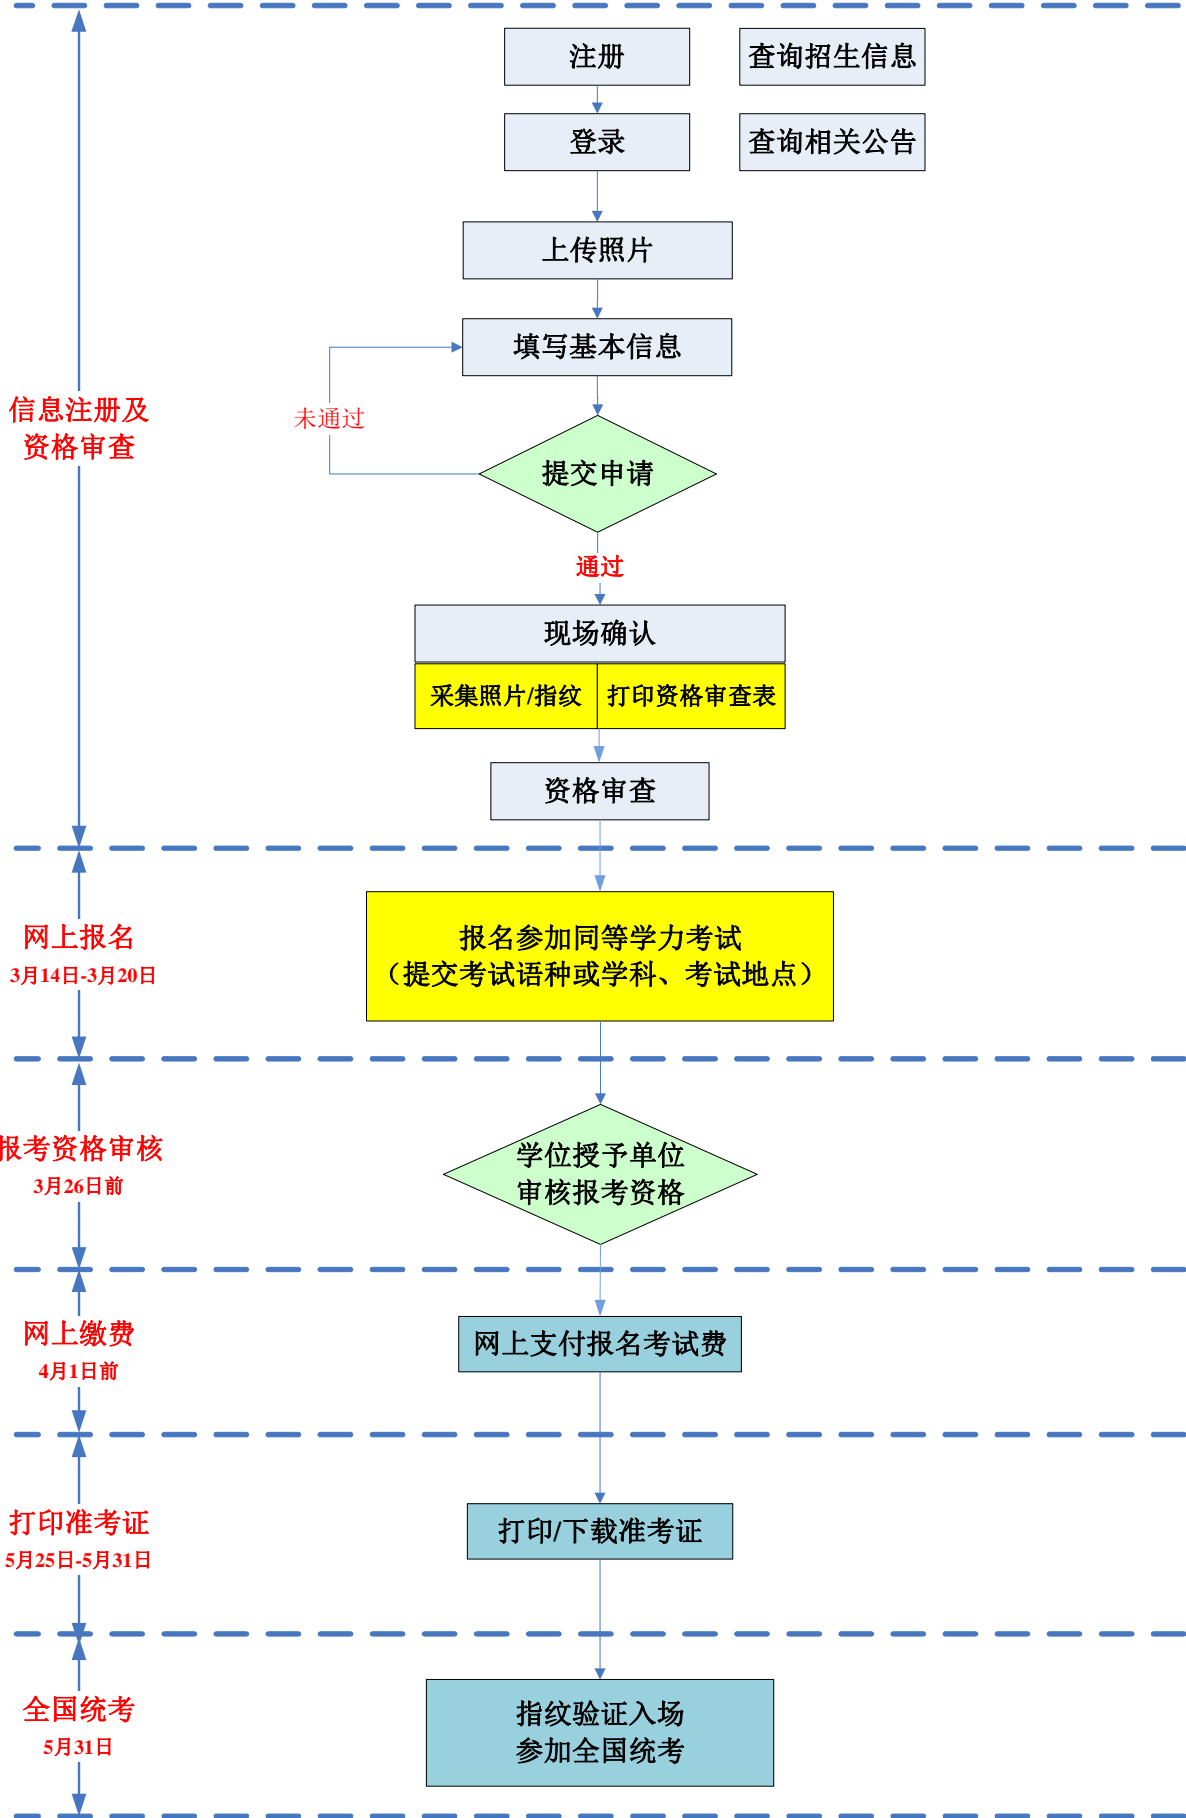 注册
查询招生信息
登录
查询相关公告
上传照片
填写基本信息
信息注册及
资格审查
未通过
提交申请
通过
现场确认
采集照片/指纹
打印资格审查表
资格审查
网上报名
3月14日-3月20日
报名参加同等学力考试
（提交考试语种或学科、考试地点）
报考资格审核
3月26日前
学位授予单位
审核报考资格
网上缴费
4月1日前
网上支付报名考试费
打印准考证
5月25日-5月31日
打印/下载准考证
全国统考
5月31日
指纹验证入场
参加全国统考